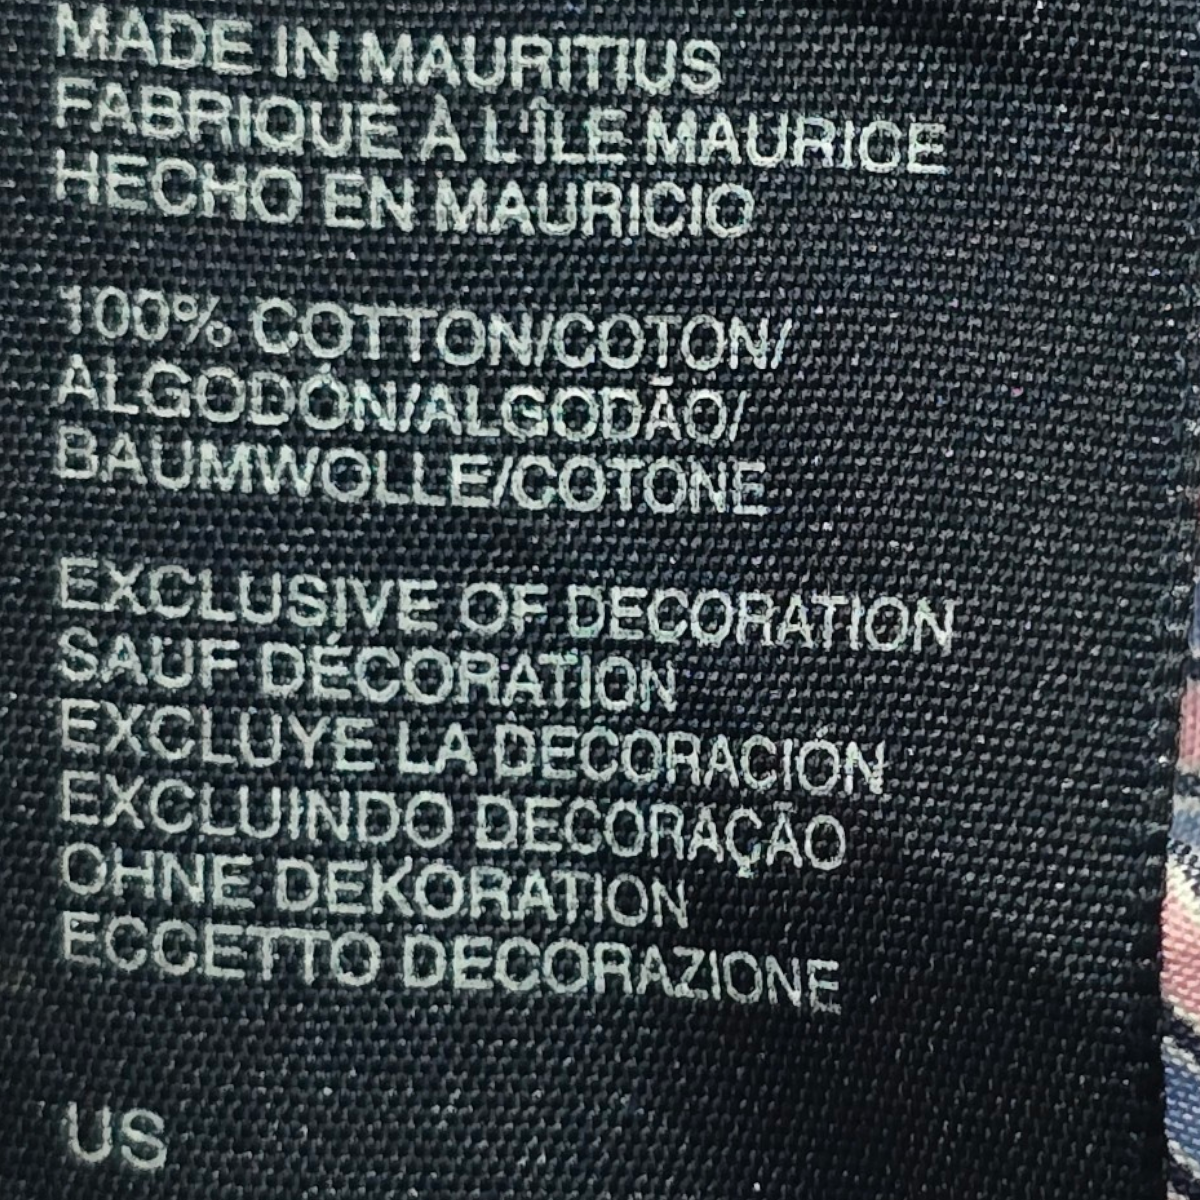 MADE IN MAURITIUS
FABRIQUÉ À L'ÎLE MAURICE
HECHO EN MAURICIO
100% COTTON/COTON/
ALGODÓN/ALGODÃO/
BAUMWOLLE/COTONE
EXCLUSIVE OF DECORATION
SAUF DÉCORATION
EXCLUYE LA DECORACIÓN
EXCLUINDO DECORAÇÃO
OHNE DEKORATION
ECCETTO DECORAZIONE
US